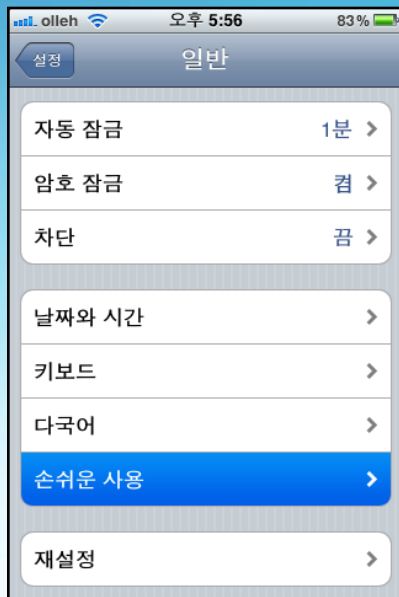 olleh 오후 5:56 83%
설정 일반
자동 잠금 1분
암호 잠금 켬
차단 끔
날짜와 시간
키보드
다국어
손쉬운 사용
재설정